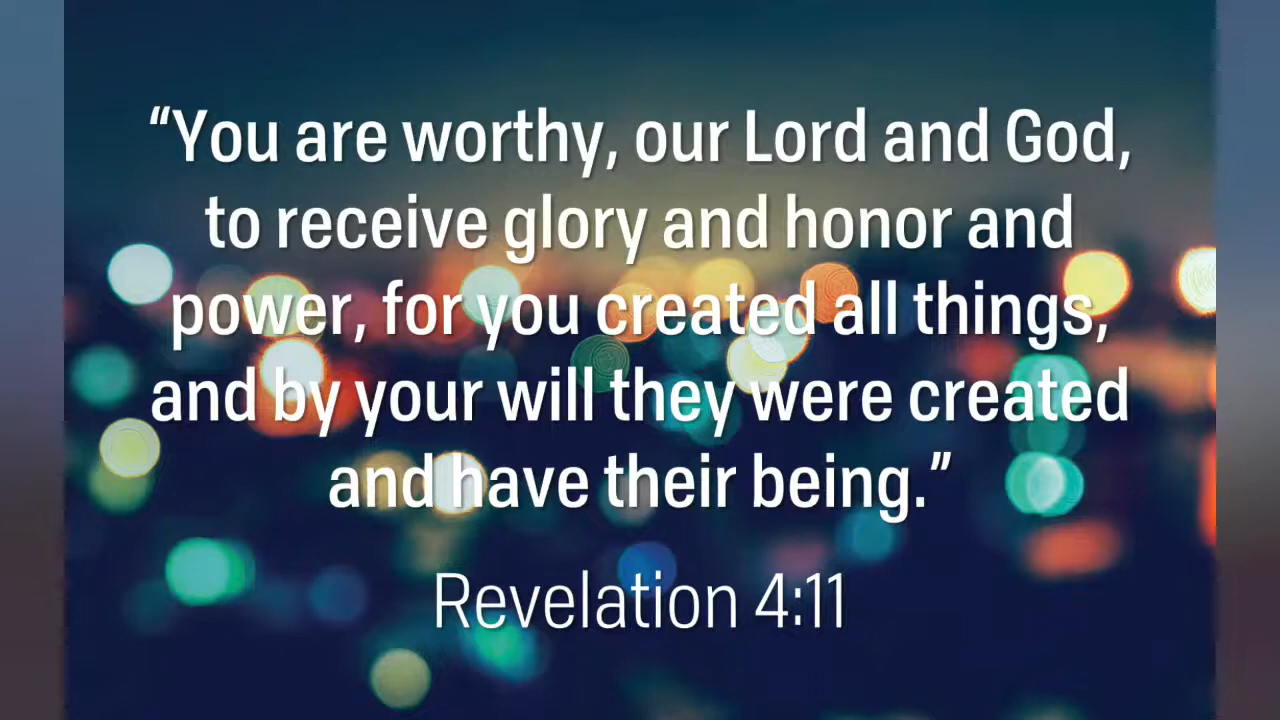 “You are worthy, our Lord and God,
to receive glory and honor and
power, for you created all things,
and by your will they were created
and have their being.”
Revelation 4:11